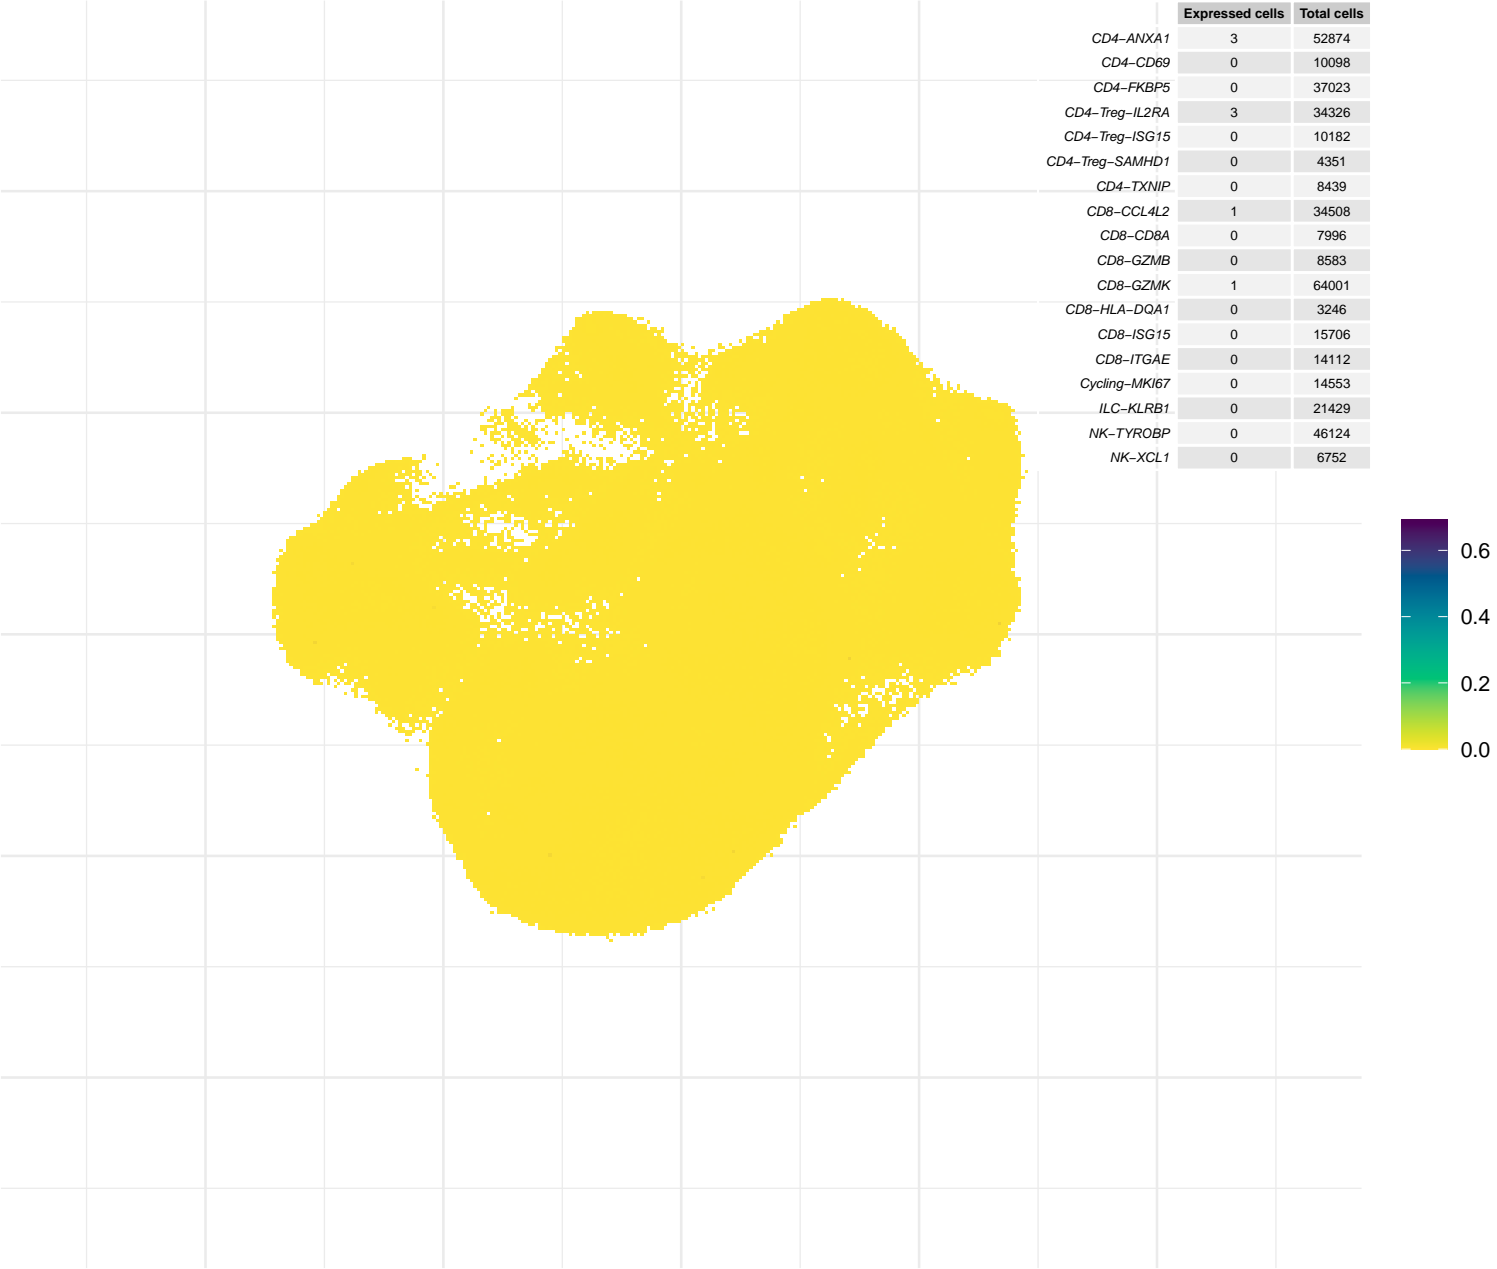 Expressed cells Total cells
CD4−ANXA1 3 52874
CD4−CD69 0 10098
CD4−FKBP5 0 37023
CD4−Treg−IL2RA 3 34326
CD4−Treg−ISG15 0 10182
CD4−Treg−SAMHD1 0 4351
CD4−TXNIP 0 8439
CD8−CCL4L2 1 34508
CD8−CD8A 0 7996
CD8−GZMB 0 8583
CD8−GZMK 1 64001
CD8−HLA−DQA1 0 3246
CD8−ISG15 0 15706
CD8−ITGAE 0 14112
Cycling−MKI67 0 14553
ILC−KLRB1 0 21429
NK−TYROBP 0 46124
NK−XCL1 0 6752
0.6
0.4
0.2
0.0